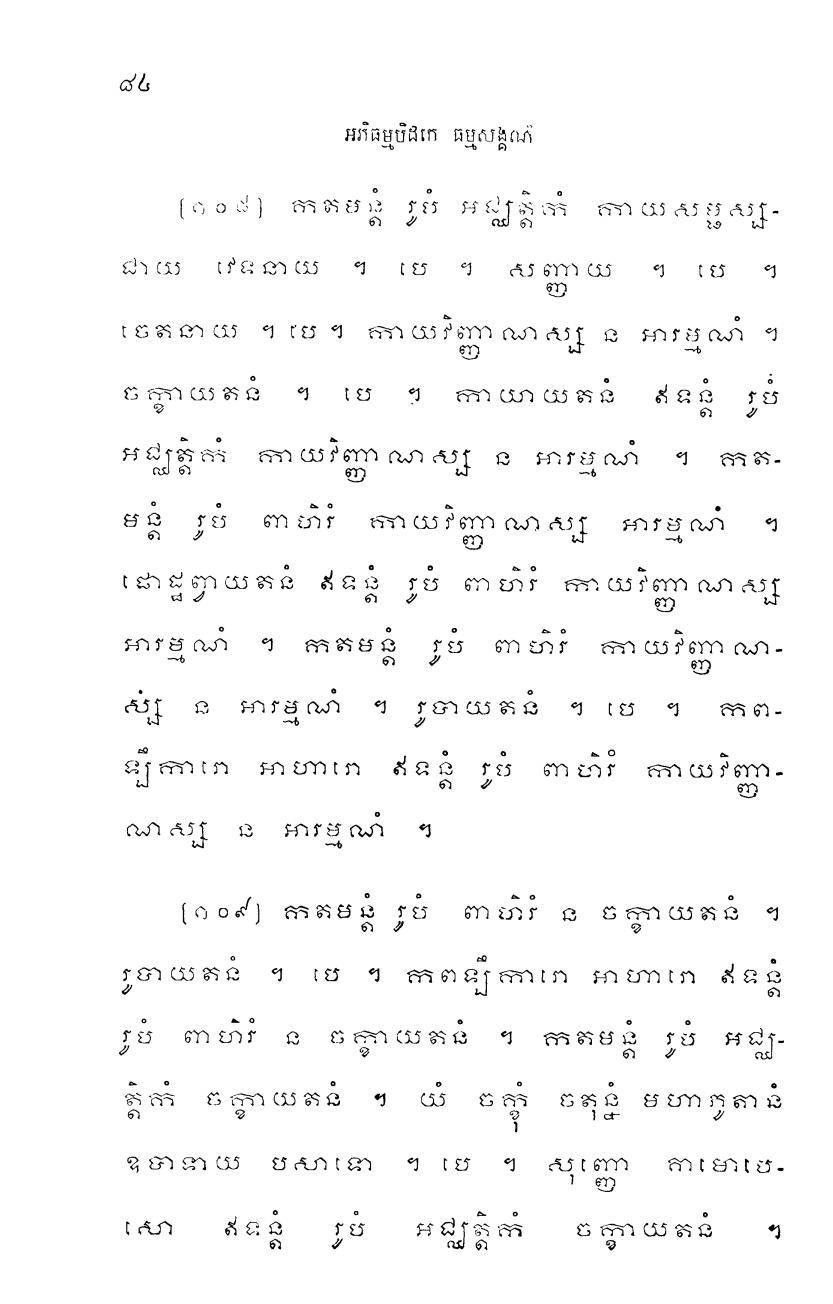 ៨៤
អភិធម្មបិដកេ ធម្មសង្គណិ
[១០៨] កតមន្តំ រូបំ អជ្ឈត្តិកំ កាយសម្ផស្ស-
ជាយ វេទនាយ ។ បេ ។ សញ្ញាយ ។ បេ ។
ចេតនាយ ។ បេ ។ កាយវិញ្ញាណស្ស ន អារម្មណំ ។
ចក្ខាយតនំ ។ បេ ។ កាយាយតនំ ឥទន្តំ រូបំ
អជ្ឈត្តិកំ កាយវិញ្ញាណស្ស ន អារម្មណំ ។ កត-
មន្តំ រូបំ ពាហិរំ កាយវិញ្ញាណស្ស អារម្មណំ ។
ផោដ្ឋព្វាយតនំ ឥទន្តំ រូបំ ពាហិរំ កាយវិញ្ញាណស្ស
អារម្មណំ ។ កតមន្តំ រូបំ ពាហិរំ កាយវិញ្ញាណ-
ស្ស ន អារម្មណំ ។ រូបាយតនំ ។ បេ ។ កព-
ឡឹការោ អាហារោ ឥទន្តំ រូបំ ពាហិរំ កាយវិញ្ញា-
ណស្ស ន អារម្មណំ ។
[១០៩] កតមន្តំ រូបំ ពាហិរំ ន ចក្ខាយតនំ ។
រូបាយតនំ ។ បេ ។ កពឡឹការោ អាហារោ ឥទន្តំ
រូបំ ពាហិរំ ន ចក្ខាយតនំ ។ កតមន្តំ រូបំ អជ្ឈ-
ត្តិកំ ចក្ខាយតនំ ។ យំ ចក្ខុំ ចតុន្នំ មហាភូតានំ
ឧបាទាយ បសាទោ ។ បេ ។ សុញ្ញោ គាមោបេ-
សោ ឥទន្តំ រូបំ អជ្ឈត្តិកំ ចក្ខាយតនំ ។